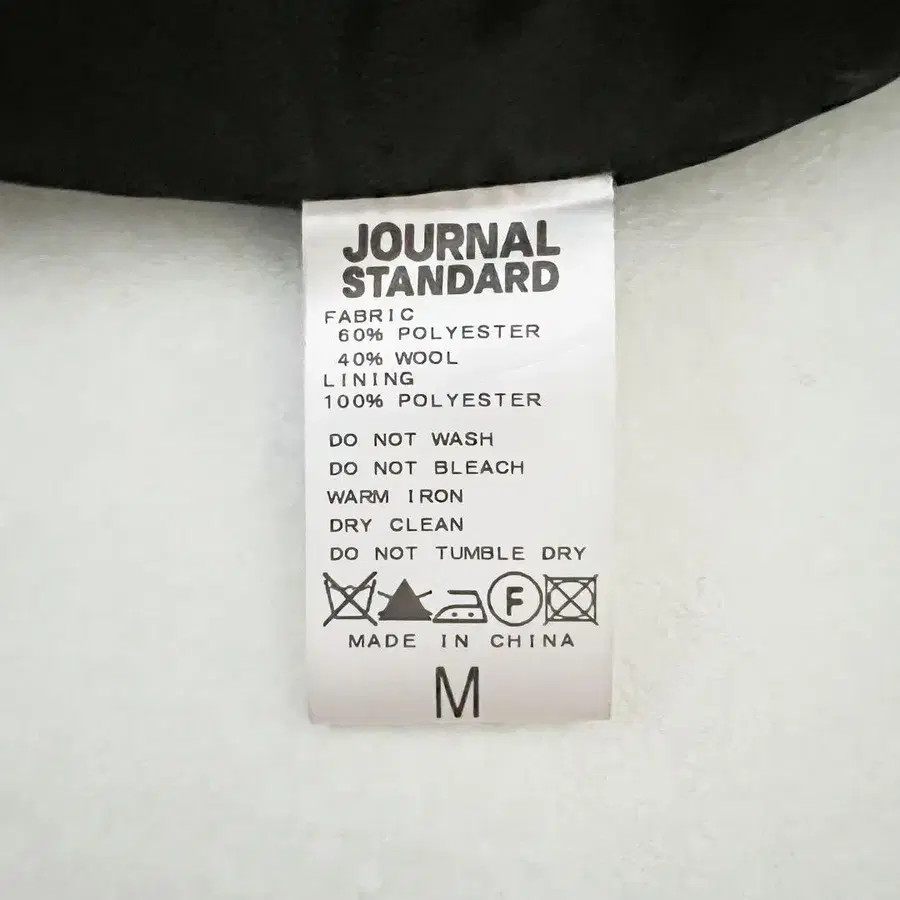 JOURNAL
STANDARD
FABRIC
60% POLYESTER
40% WOOL
LINING
100% POLYESTER
DO NOT WASH
DO NOT BLEACH
WARM IRON
DRY CLEAN
DO NOT TUMBLE DRY
F
MADE IN CHINA
M